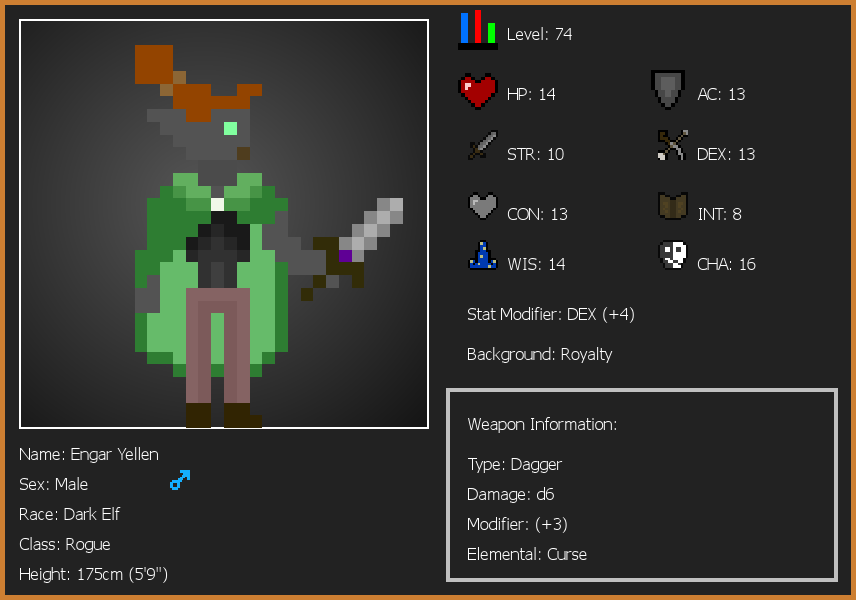 Level: 74
HP: 14
AC: 13
STR: 10
DEX: 13
CON: 13
INT: 8
WIS: 14
CHA: 16
Stat Modifier: DEX (+4)
Background: Royalty
Weapon Information:
Type: Dagger
Damage: d6
Modifier: (+3)
Elemental: Curse
Name: Engar Yellen
Sex: Male
Race: Dark Elf
Class: Rogue
Height: 175cm (5'9")